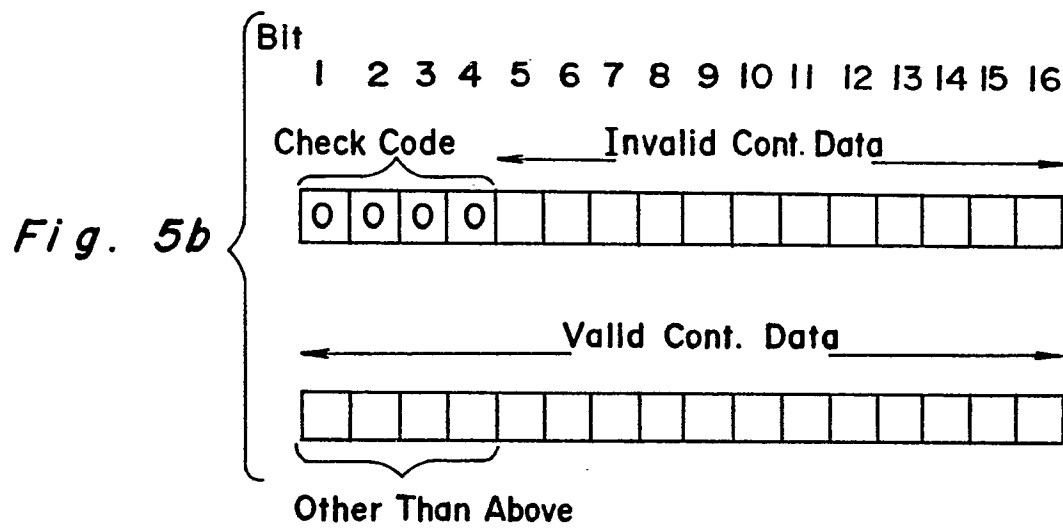 Bit
1 2 3 4 5 6 7 8 9 10 11 12 13 14 15 16
Check Code Invalid Cont. Data
0 0 0 0
Fig. 5b
Valid Cont. Data
Other Than Above